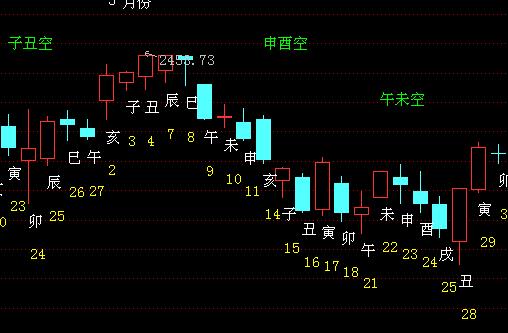 月份
子丑空
申酉空
2453.73
午未空
寅
23
卯
24
辰
25
巳
26
午
27
亥
2
子
3
丑
4
辰
7
巳
8
午
9
未
10
申
11
亥
14
子
15
丑
16
寅
17
卯
18
午
21
未
22
申
23
酉
24
戌
25
丑
28
寅
29
卯
3